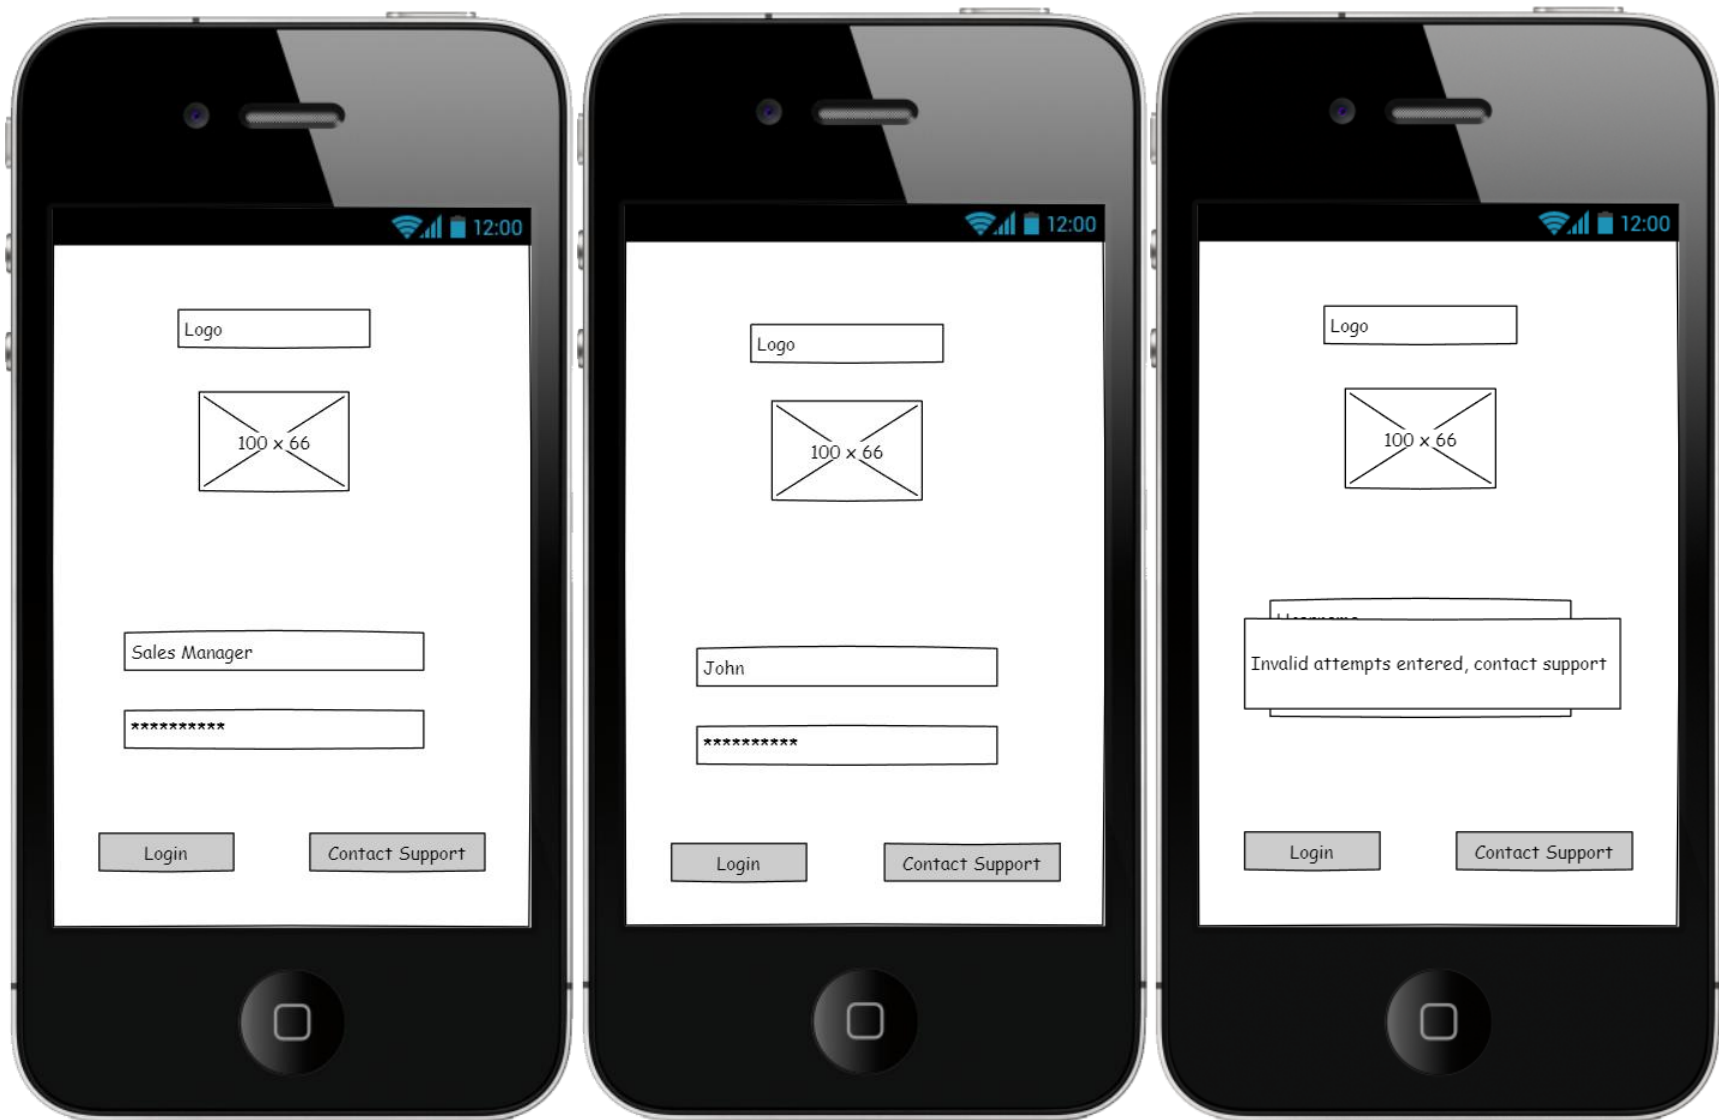 12:00
Logo
100 x 66
Sales Manager
**********
Login
Contact Support
12:00
Logo
100 x 66
John
**********
Login
Contact Support
12:00
Logo
100 x 66
Invalid attempts entered, contact support
Login
Contact Support